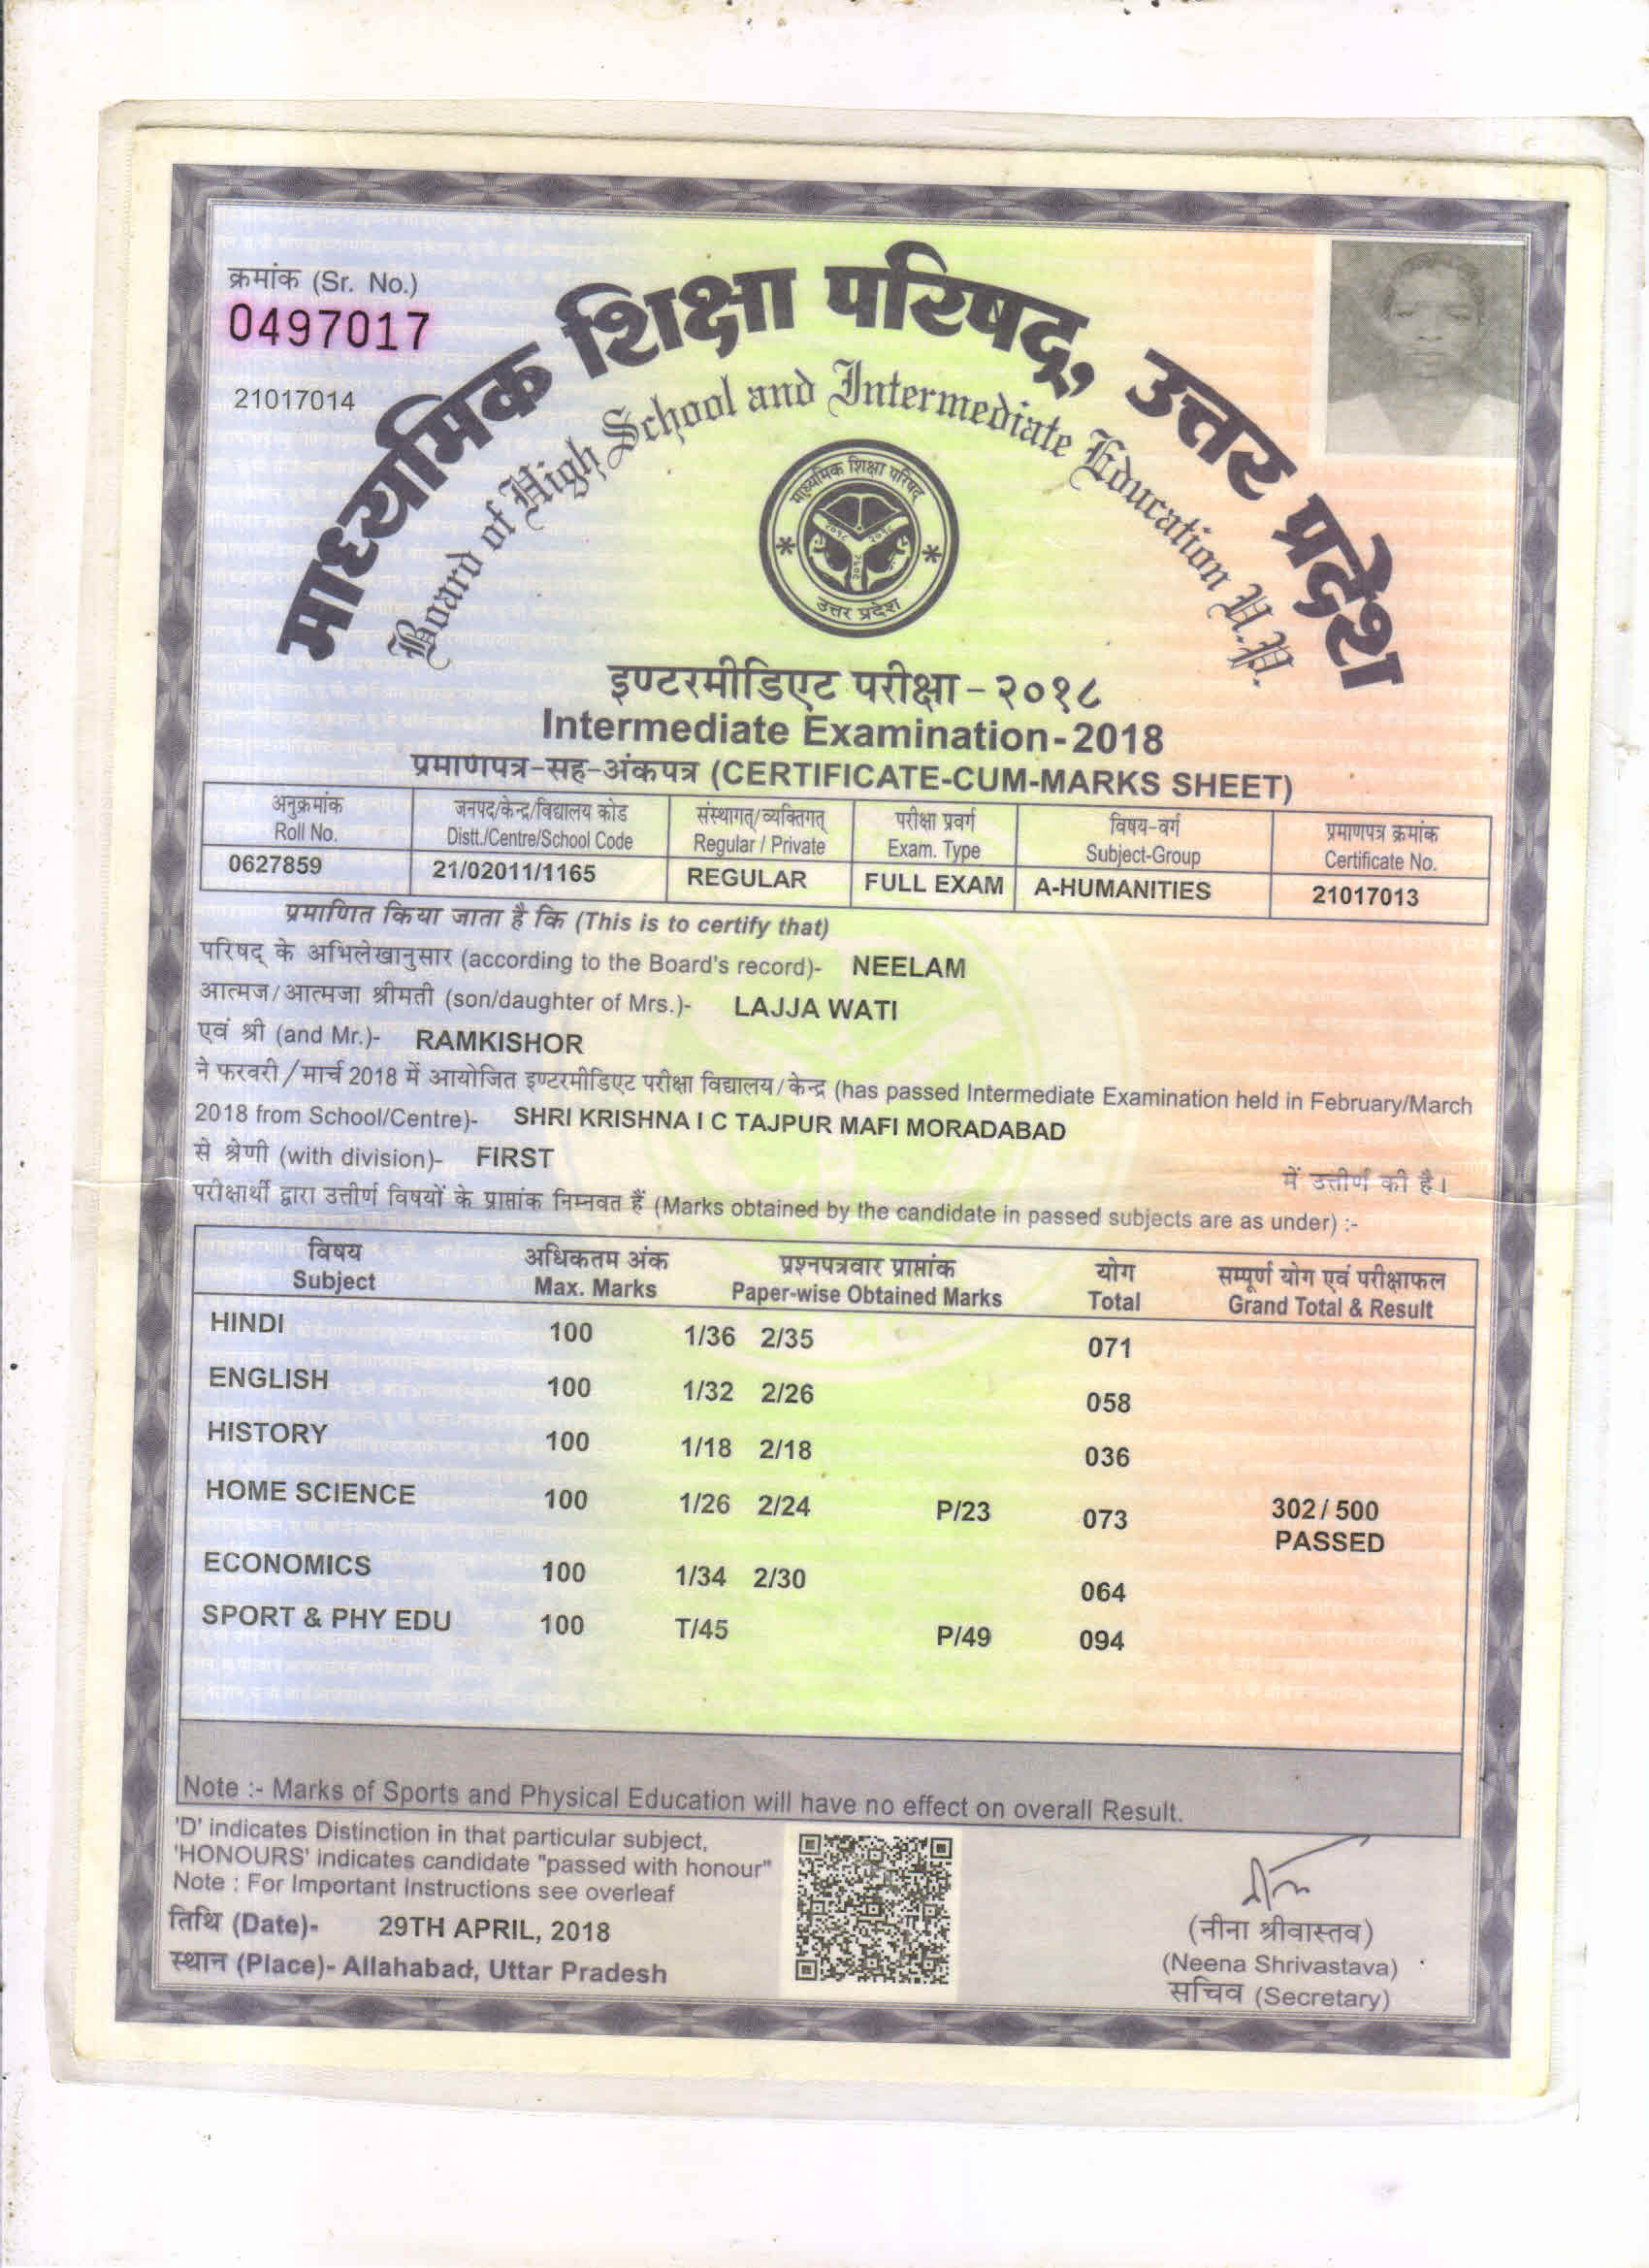 क्रमांक (Sr. No.)
0497017
21017014
माध्यमिक शिक्षा परिषद्, उत्तर प्रदेश
Board of High School and Intermediate Education U.P.
माध्यमिक शिक्षा परिषद्
२०१८ २०१८
२०१८
उत्तर प्रदेश
इण्टरमीडिएट परीक्षा - २०१८
Intermediate Examination-2018
प्रमाणपत्र-सह-अंकपत्र (CERTIFICATE-CUM-MARKS SHEET)
अनुक्रमांक जनपद/केन्द्र/विद्यालय कोड संस्थागत/व्यक्तिगत परीक्षा प्रवर्ग विषय-वर्ग प्रमाणपत्र क्रमांक
Roll No. Distt./Centre/School Code Regular / Private Exam. Type Subject-Group Certificate No.
0627859 21/02011/1165 REGULAR FULL EXAM A-HUMANITIES 21017013
प्रमाणित किया जाता है कि (This is to certify that)
परिषद् के अभिलेखानुसार (according to the Board's record)- NEELAM
आत्मज/आत्मजा श्रीमती (son/daughter of Mrs.)- LAJJA WATI
एवं श्री (and Mr.)- RAMKISHOR
ने फरवरी/मार्च 2018 में आयोजित इण्टरमीडिएट परीक्षा विद्यालय/केन्द्र (has passed Intermediate Examination held in February/March
2018 from School/Centre)- SHRI KRISHNA I C TAJPUR MAFI MORADABAD
से श्रेणी (with division)- FIRST में उत्तीर्ण की है।
परीक्षार्थी द्वारा उत्तीर्ण विषयों के प्राप्तांक निम्नवत हैं (Marks obtained by the candidate in passed subjects are as under) :-
विषय अधिकतम अंक प्रश्नपत्रवार प्राप्तांक योग सम्पूर्ण योग एवं परीक्षाफल
Subject Max. Marks Paper-wise Obtained Marks Total Grand Total & Result
HINDI 100 1/36 2/35 071
ENGLISH 100 1/32 2/26 058
HISTORY 100 1/18 2/18 036
HOME SCIENCE 100 1/26 2/24 P/23 073 302/500
PASSED
ECONOMICS 100 1/34 2/30 064
SPORT & PHY EDU 100 T/45 P/49 094
Note :- Marks of Sports and Physical Education will have no effect on overall Result.
'D' indicates Distinction in that particular subject,
'HONOURS' indicates candidate "passed with honour"
Note : For Important Instructions see overleaf
तिथि (Date)- 29TH APRIL, 2018
स्थान (Place)- Allahabad, Uttar Pradesh
(नीना श्रीवास्तव)
(Neena Shrivastava)
सचिव (Secretary)